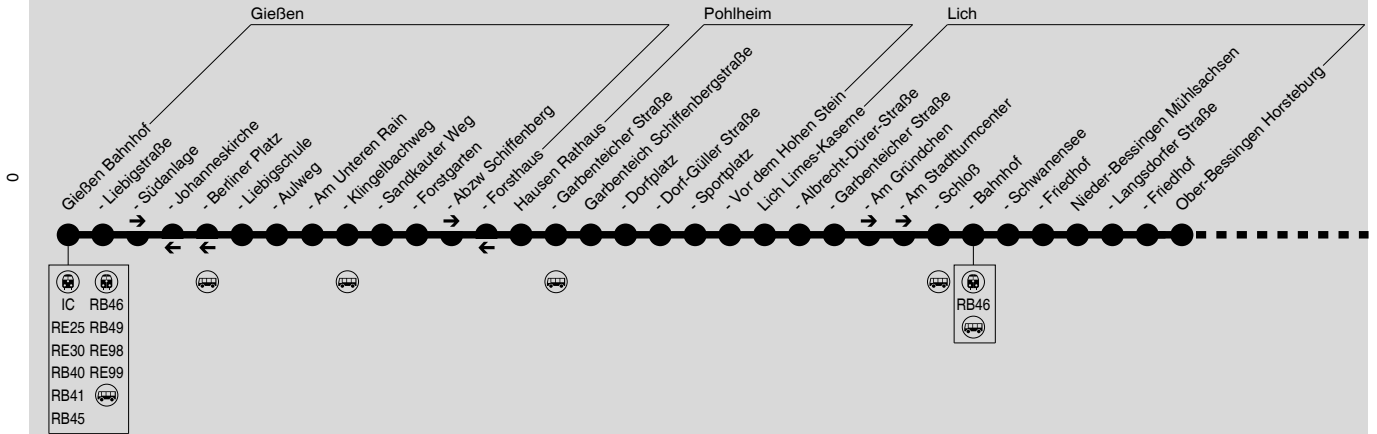 Gießen
Pohlheim
Lich
Gießen Bahnhof
- Liebigstraße
- Südanlage
- Johanneskirche
- Berliner Platz
- Liebigschule
- Aulweg
- Am Unteren Rain
- Klingelbachweg
- Sandkauter Weg
- Forstgarten
- Abzw Schiffenberg
- Forsthaus
Hausen Rathaus
- Garbenteicher Straße
Garbenteich Schiffenbergstraße
- Dorfplatz
- Dorf-Güller Straße
- Sportplatz
- Vor dem Hohen Stein
Lich Limes-Kaserne
- Albrecht-Dürer-Straße
- Garbenteicher Straße
- Am Gründchen
- Am Stadtturmcenter
- Schloß
- Bahnhof
- Schwanensee
- Friedhof
Nieder-Bessingen Mühlsachsen
- Langsdorfer Straße
- Friedhof
Ober-Bessingen Horsteburg
0
IC RB46
RE25 RB49
RE30 RE98
RB40 RE99
RB41
RB45
RB46